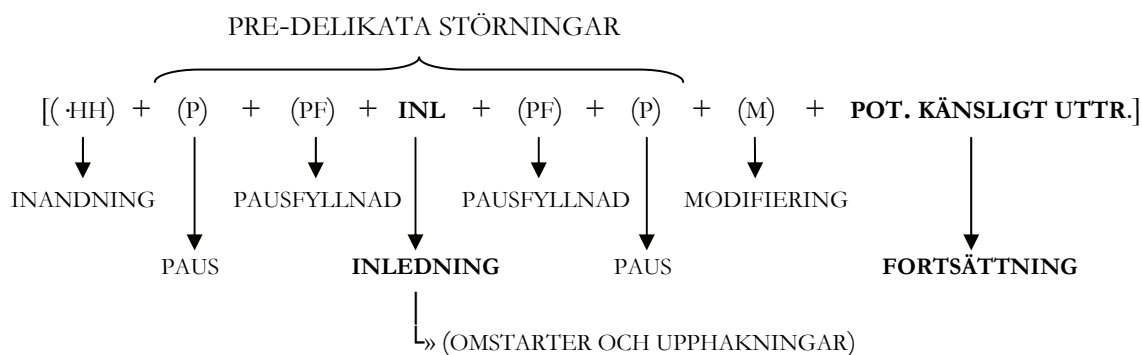 PRE-DELIKATA STÖRNINGAR
[(·HH) + (P) + (PF) + INL + (PF) + (P) + (M) + POT. KÄNSLIGT UTTR.]
INANDNING PAUSFYLLNAD PAUSFYLLNAD MODIFIERING
PAUS INLEDNING PAUS FORTSÄTTNING
» (OMSTARTER OCH UPPHAKNINGAR)